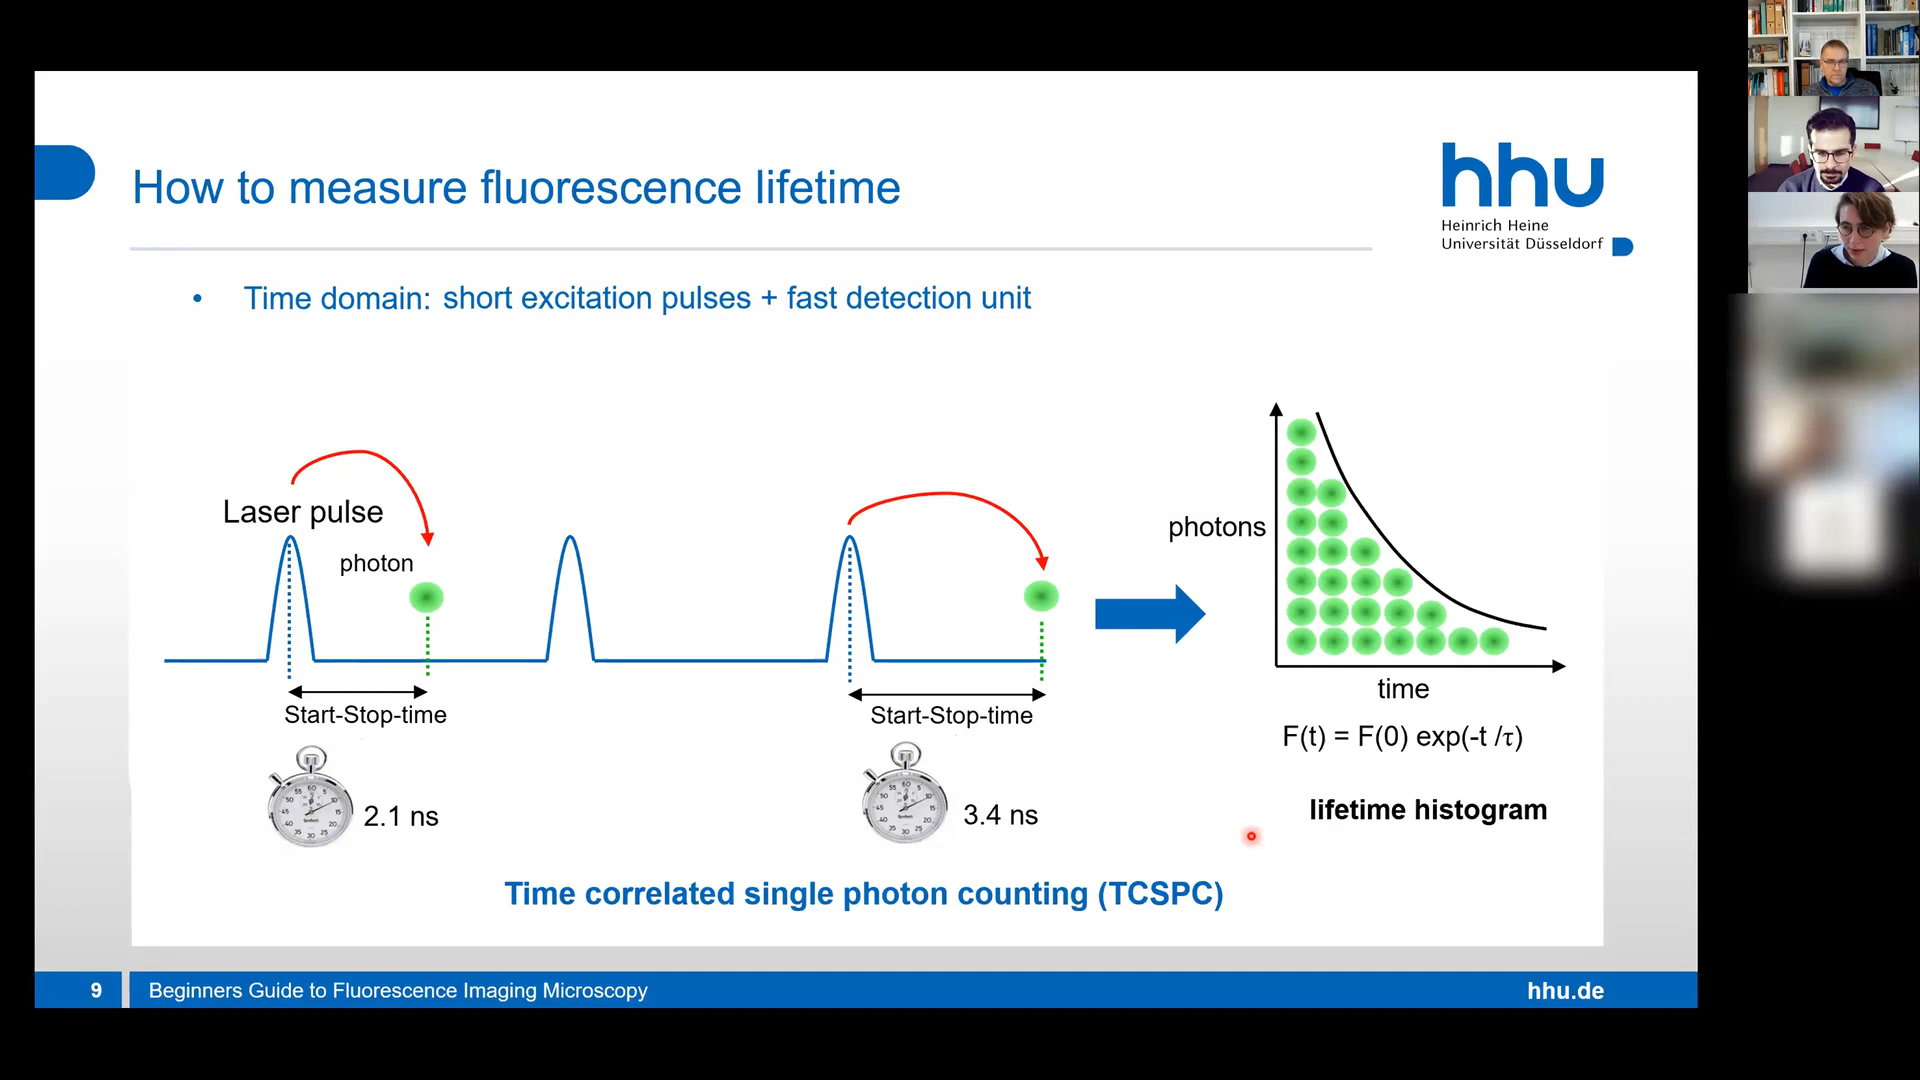 How to measure fluorescence lifetime
hhu
Heinrich Heine
Universität Düsseldorf
• Time domain: short excitation pulses + fast detection unit
Laser pulse
photon
photons
time
Start-Stop-time
Start-Stop-time
F(t) = F(0) exp(-t /τ)
2.1 ns
3.4 ns
lifetime histogram
Time correlated single photon counting (TCSPC)
9
Beginners Guide to Fluorescence Imaging Microscopy
hhu.de